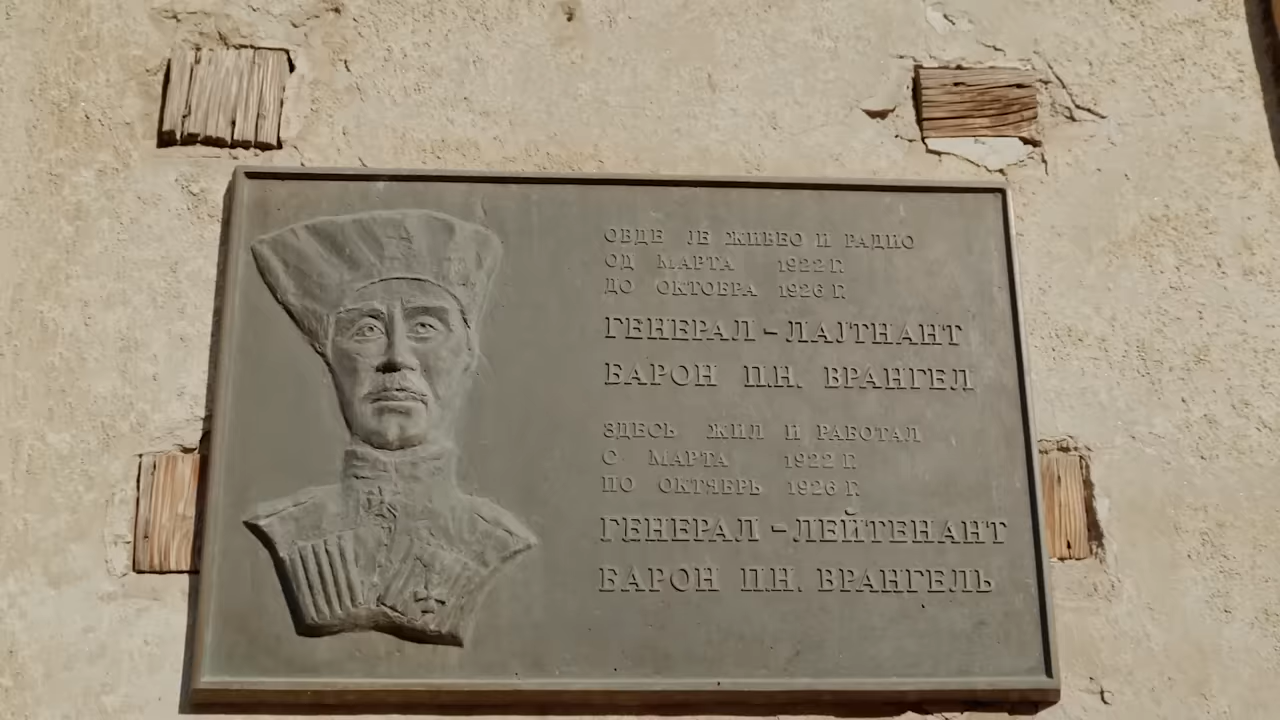 ОВДЕ ЈЕ ЖИВЕО И РАДИО
ОД МАРТА 1922 Г.
ДО ОКТОБРА 1926 Г.
ГЕНЕРАЛ – ЛАЈТНАНТ
БАРОН П.Н. ВРАНГЕЛ
ЗДЕСЬ ЖИЛ И РАБОТАЛ
С МАРТА 1922 Г.
ПО ОКТЯБРЬ 1926 Г.
ГЕНЕРАЛ – ЛЕЙТЕНАНТ
БАРОН П.Н. ВРАНГЕЛЬ